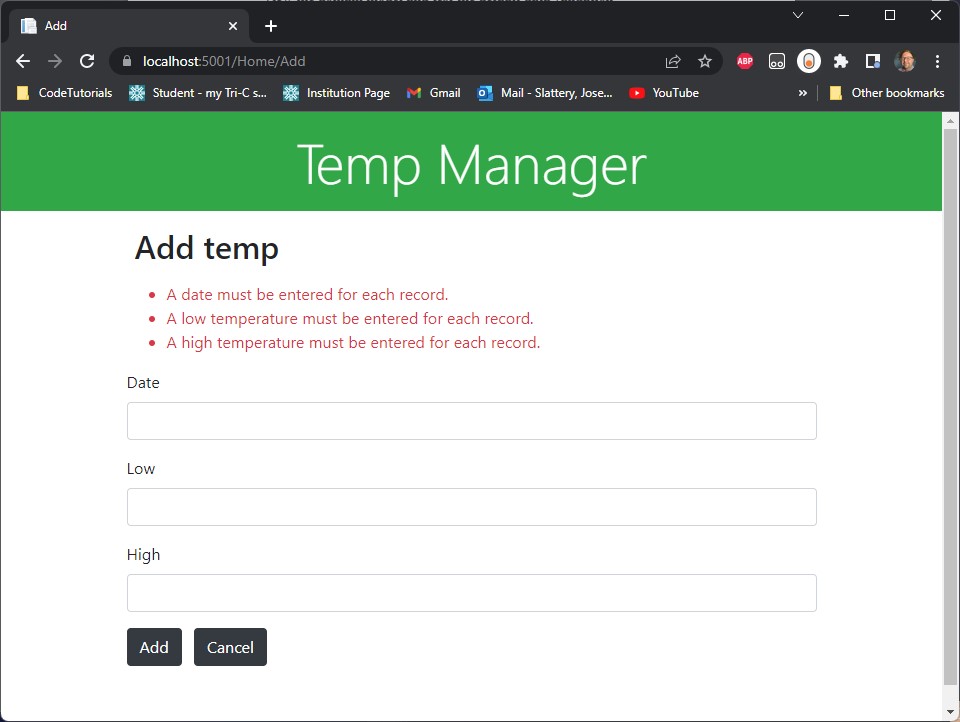 Add
localhost:5001/Home/Add
ABP
CodeTutorials
Student - my Tri-C s...
Institution Page
Gmail
Mail - Slattery, Jose...
YouTube
»
Other bookmarks
Temp Manager
Add temp
• A date must be entered for each record.
• A low temperature must be entered for each record.
• A high temperature must be entered for each record.
Date
Low
High
Add Cancel